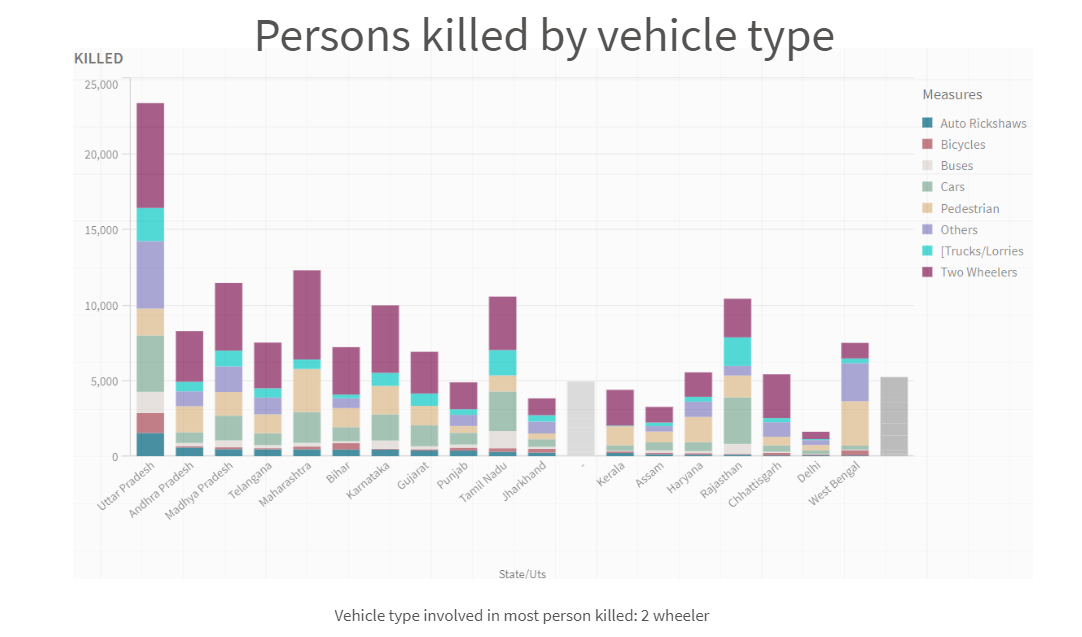 Persons killed by vehicle type
KILLED
25,000
20,000
15,000
10,000
5,000
0
Measures
Auto Rickshaws
Bicycles
Buses
Cars
Pedestrian
Others
[Trucks/Lorries
Two Wheelers
Uttar Pradesh
Andhra Pradesh
Madhya Pradesh
Telangana
Maharashtra
Bihar
Karnataka
Gujarat
Punjab
Tamil Nadu
Jharkhand
-
Kerala
Assam
Haryana
Rajasthan
Chhattisgarh
Delhi
West Bengal
State/Uts
Vehicle type involved in most person killed: 2 wheeler